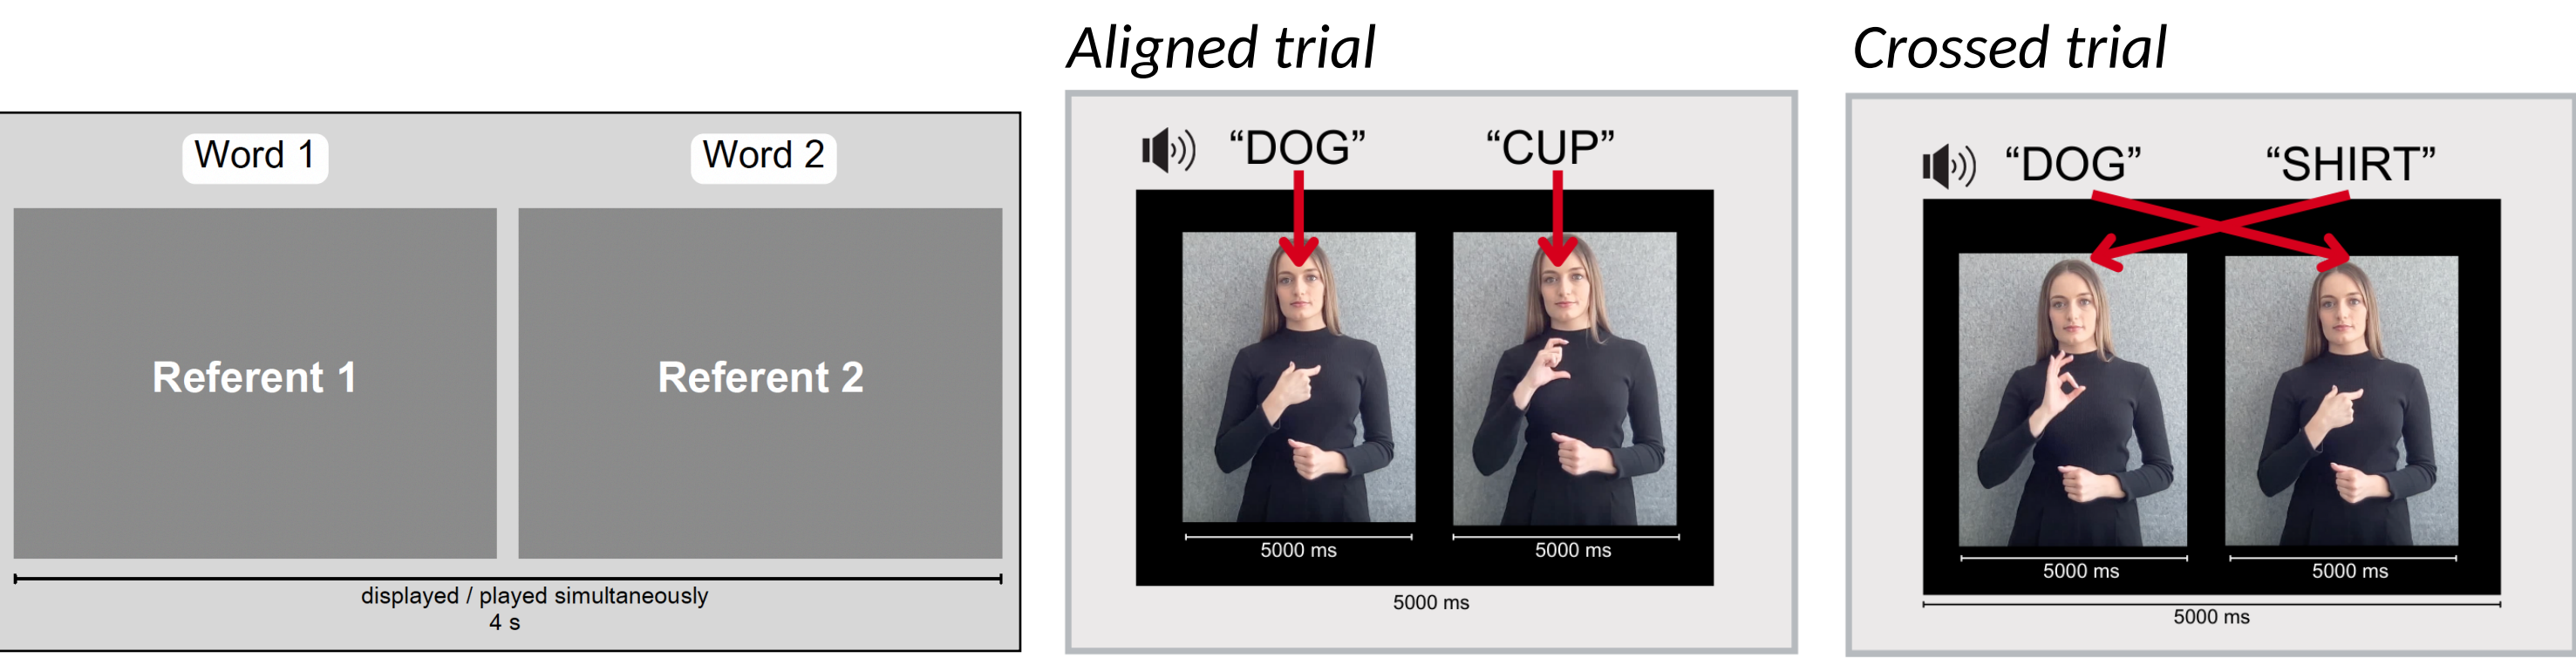 Word 1
Word 2
Referent 1
Referent 2
displayed / played simultaneously
4 s
Aligned trial
“DOG”
“CUP”
5000 ms
5000 ms
5000 ms
Crossed trial
“DOG”
“SHIRT”
5000 ms
5000 ms
5000 ms